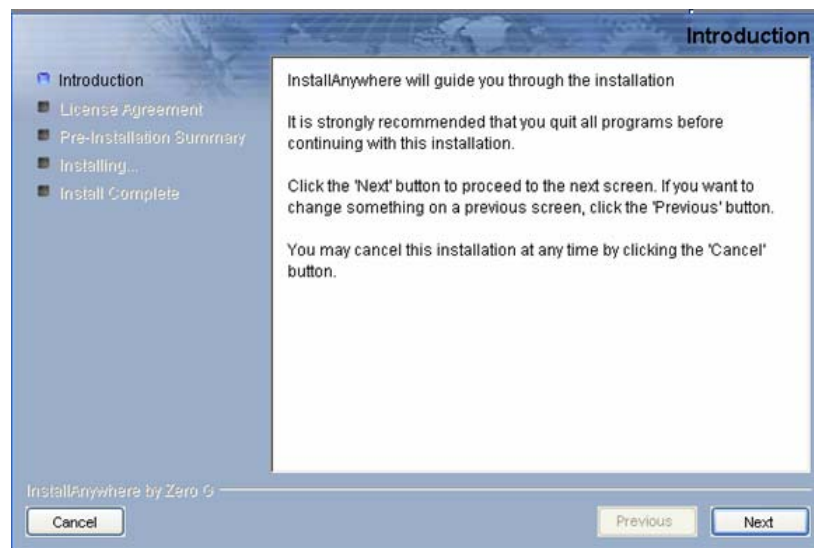 Introduction
Introduction
License Agreement
Pre-Installation Summary
Installing...
Install Complete
InstallAnywhere will guide you through the installation
It is strongly recommended that you quit all programs before
continuing with this installation.
Click the 'Next' button to proceed to the next screen. If you want to
change something on a previous screen, click the 'Previous' button.
You may cancel this installation at any time by clicking the 'Cancel'
button.
InstallAnywhere by Zero G
Cancel
Previous
Next